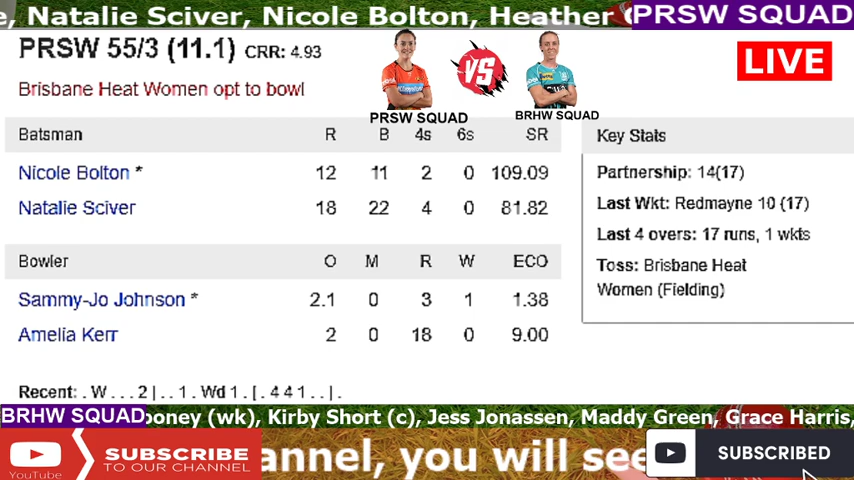 e, Natalie Sciver, Nicole Bolton, Heather
PRSW SQUAD
PRSW 55/3 (11.1) CRR: 4.93
Brisbane Heat Women opt to bowl
VS
PRSW SQUAD
BRHW SQUAD
LIVE
Batsman R B 4s 6s SR
Nicole Bolton * 12 11 2 0 109.09
Natalie Sciver 18 22 4 0 81.82
Bowler O M R W ECO
Sammy-Jo Johnson * 2.1 0 3 1 1.38
Amelia Kerr 2 0 18 0 9.00
Recent: . W . . . 2 | . . 1 . Wd 1 . [ . 4 4 1 . . | .
Key Stats
Partnership: 14(17)
Last Wkt: Redmayne 10 (17)
Last 4 overs: 17 runs, 1 wkts
Toss: Brisbane Heat
Women (Fielding)
BRHW SQUAD
ooney (wk), Kirby Short (c), Jess Jonassen, Maddy Green, Grace Harris,
YouTube
SUBSCRIBE
TO OUR CHANNEL
annel, you will see
SUBSCRIBED